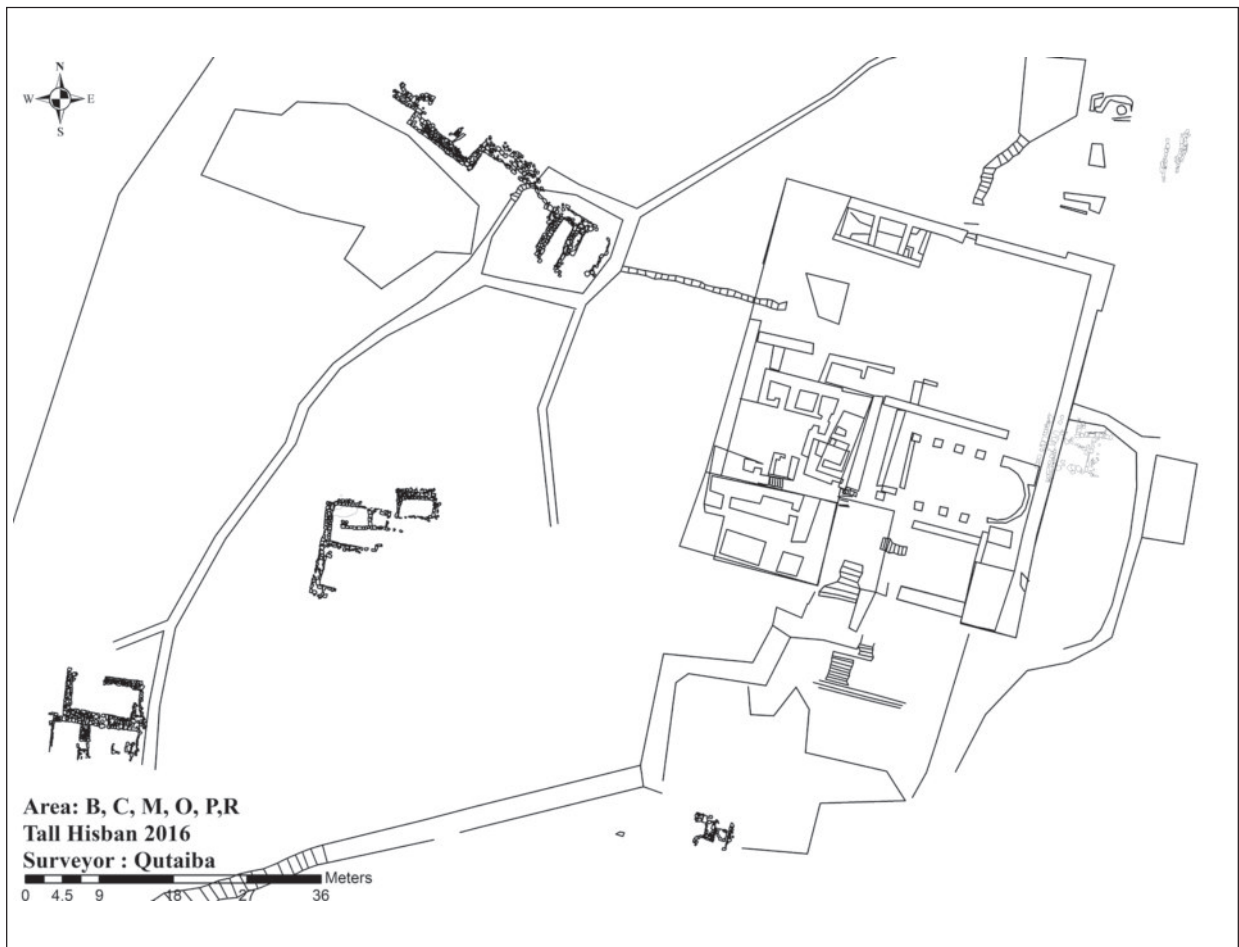 N
W E
S
Area: B, C, M, O, P,R
Tall Hisban 2016
Surveyor : Qutaiba
Meters
0 4.5 9 18 27 36